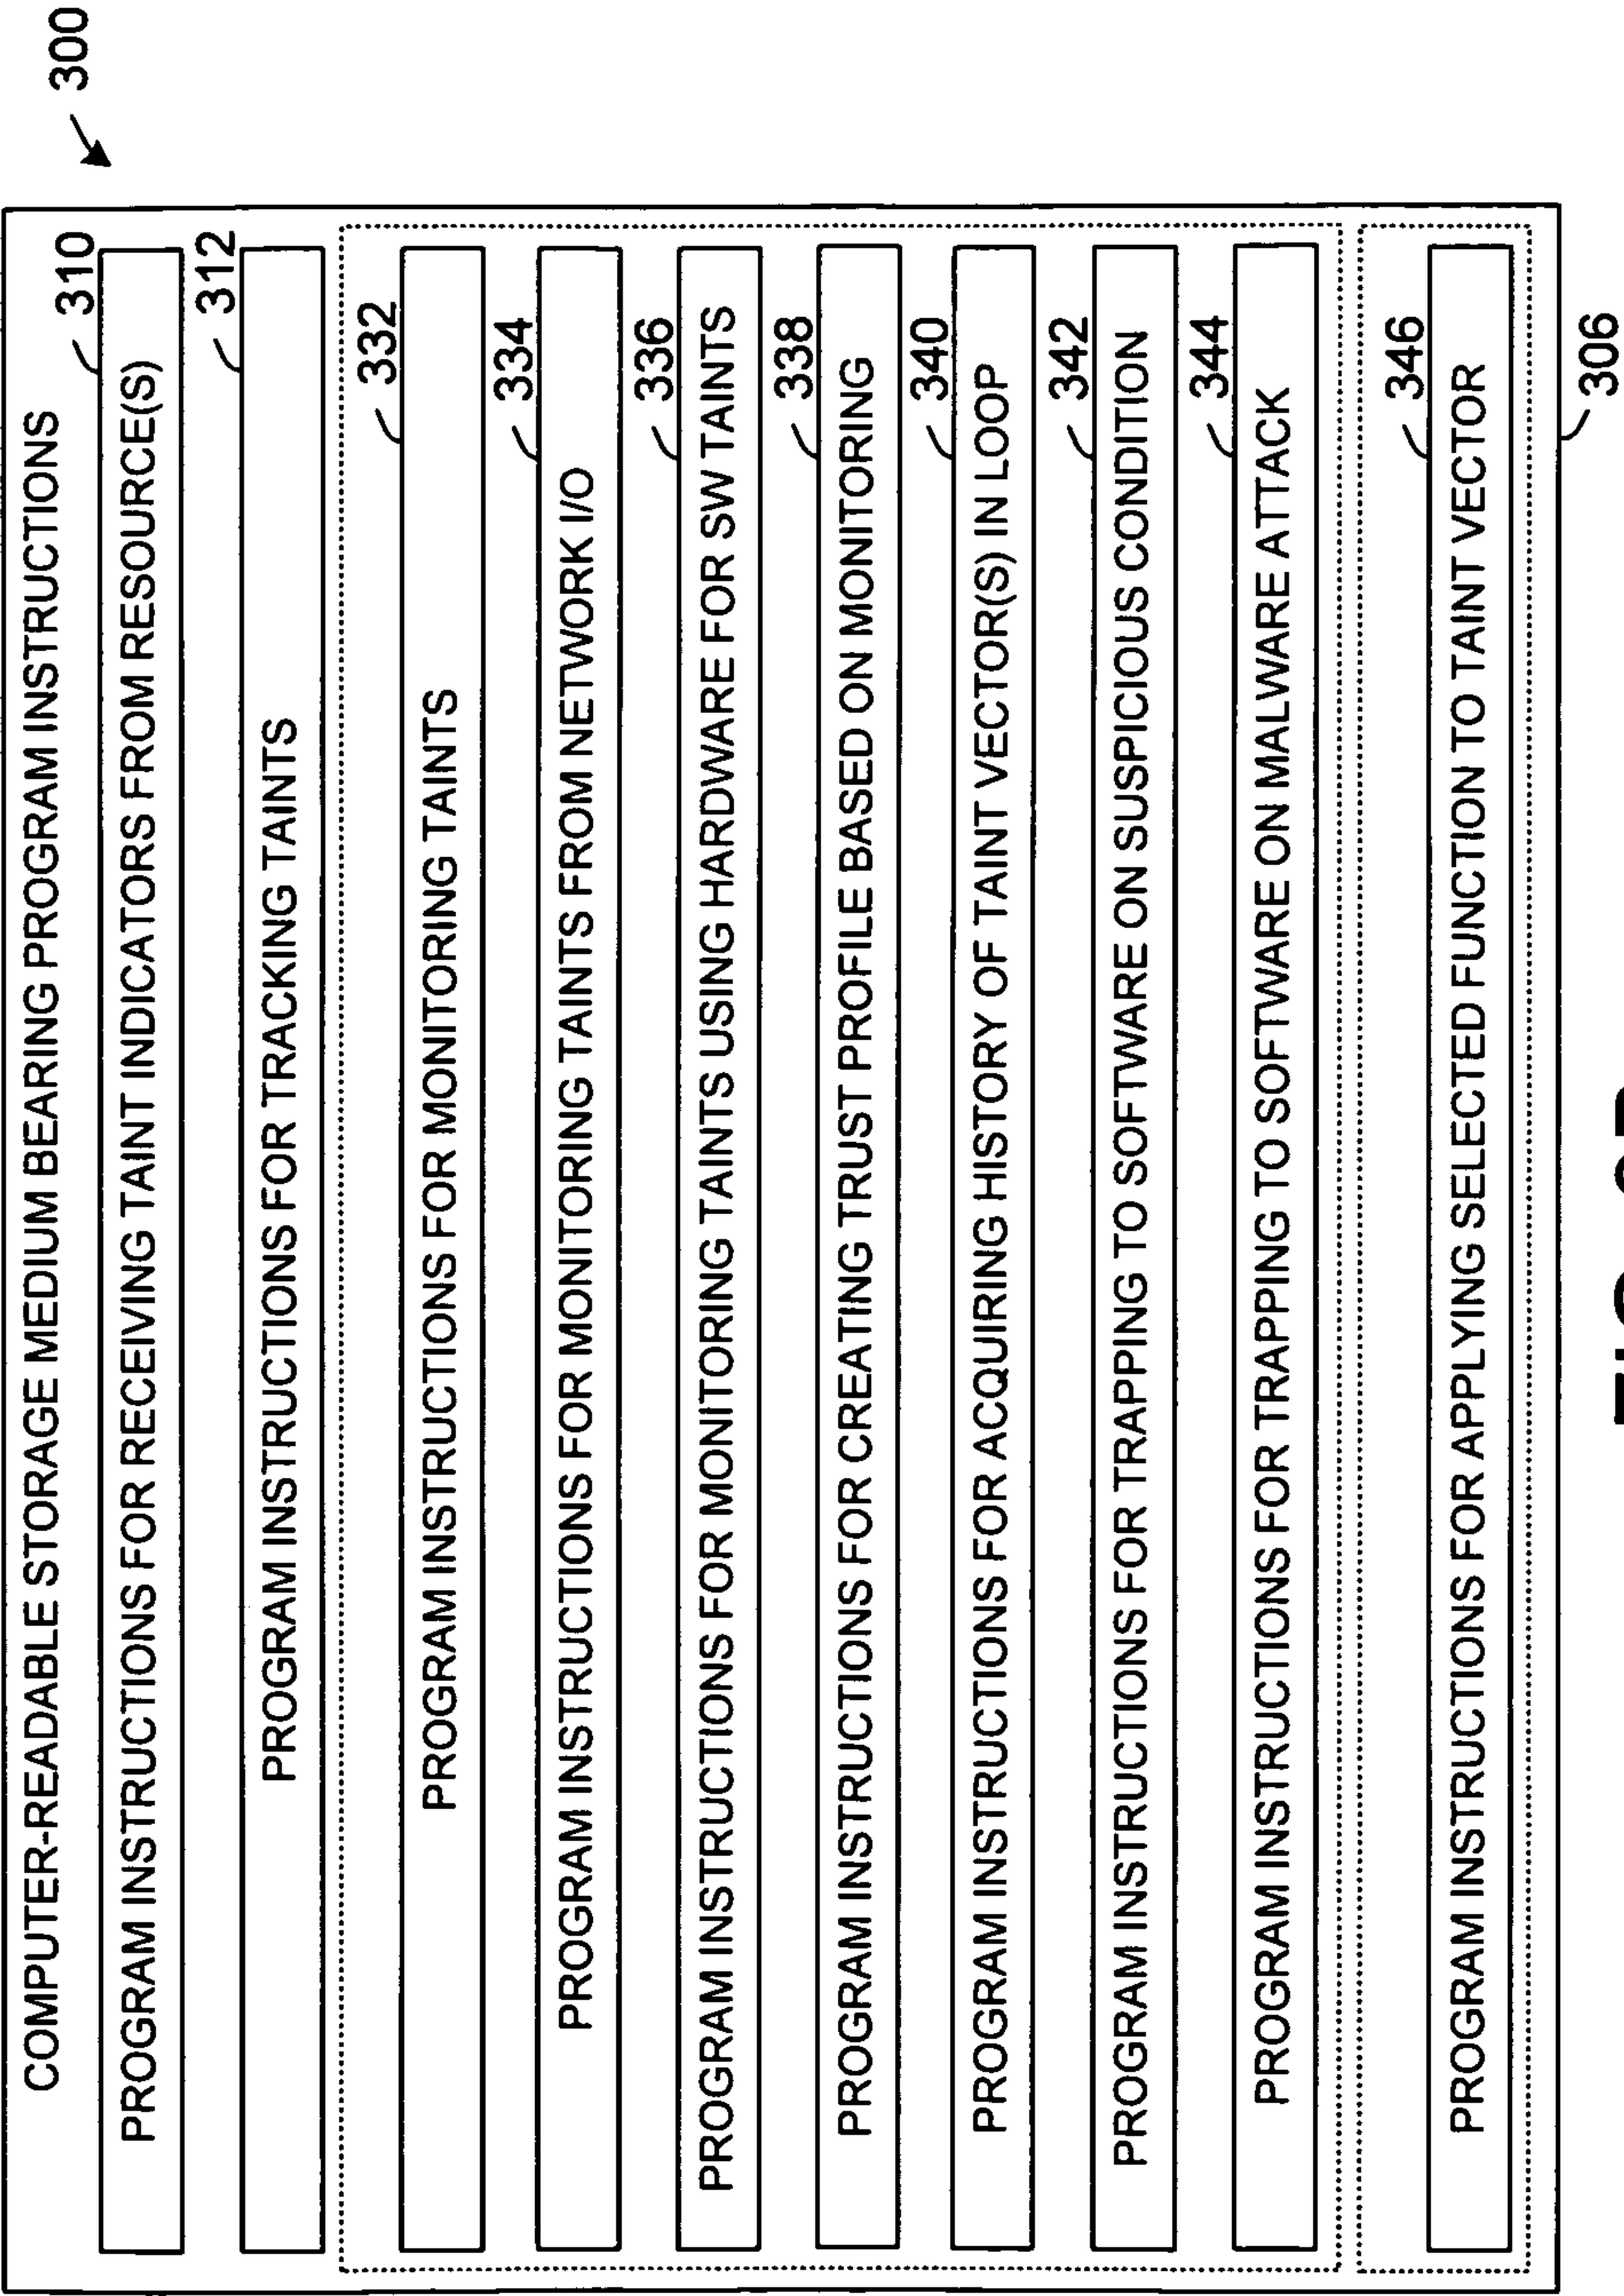 300
COMPUTER-READABLE STORAGE MEDIUM BEARING PROGRAM INSTRUCTIONS
310
PROGRAM INSTRUCTIONS FOR RECEIVING TAINT INDICATORS FROM RESOURCE(S)
312
PROGRAM INSTRUCTIONS FOR TRACKING TAINTS
332
PROGRAM INSTRUCTIONS FOR MONITORING TAINTS
334
PROGRAM INSTRUCTIONS FOR MONITORING TAINTS FROM NETWORK I/O
336
PROGRAM INSTRUCTIONS FOR MONITORING TAINTS USING HARDWARE FOR SW TAINTS
338
PROGRAM INSTRUCTIONS FOR CREATING TRUST PROFILE BASED ON MONITORING
340
PROGRAM INSTRUCTIONS FOR ACQUIRING HISTORY OF TAINT VECTOR(S) IN LOOP
342
PROGRAM INSTRUCTIONS FOR TRAPPING TO SOFTWARE ON SUSPICIOUS CONDITION
344
PROGRAM INSTRUCTIONS FOR TRAPPING TO SOFTWARE ON MALWARE ATTACK
346
PROGRAM INSTRUCTIONS FOR APPLYING SELECTED FUNCTION TO TAINT VECTOR
306